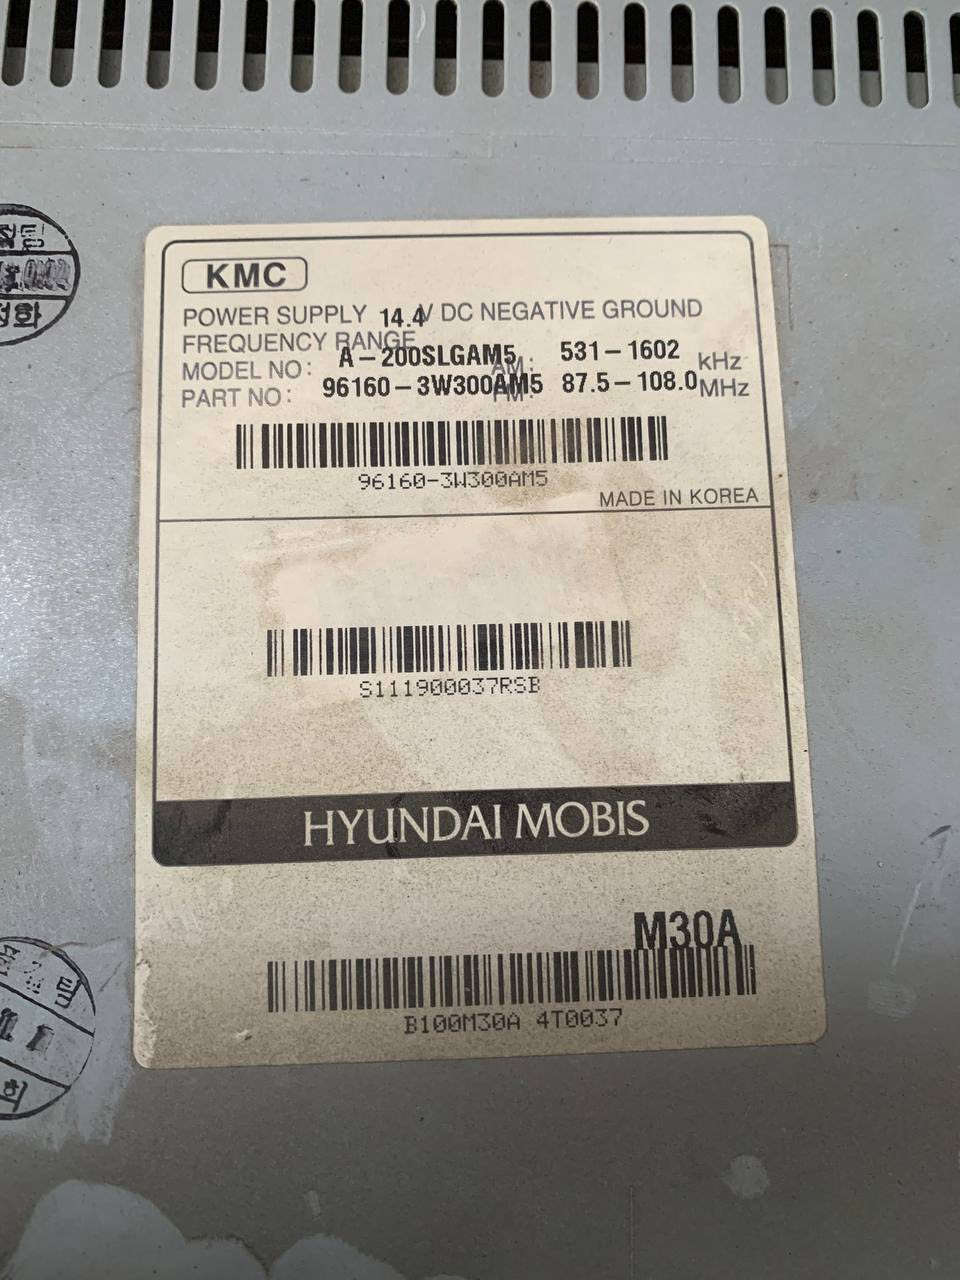 KMC
POWER SUPPLY 14.4V DC NEGATIVE GROUND
FREQUENCY RANGE
MODEL NO: A-200SLGAM5 AM: 531-1602 kHz
PART NO: 96160-3W300AM5 FM: 87.5-108.0 MHz
96160-3W300AM5
MADE IN KOREA
S111900037RSB
HYUNDAI MOBIS
M30A
B100M30A 4T0037